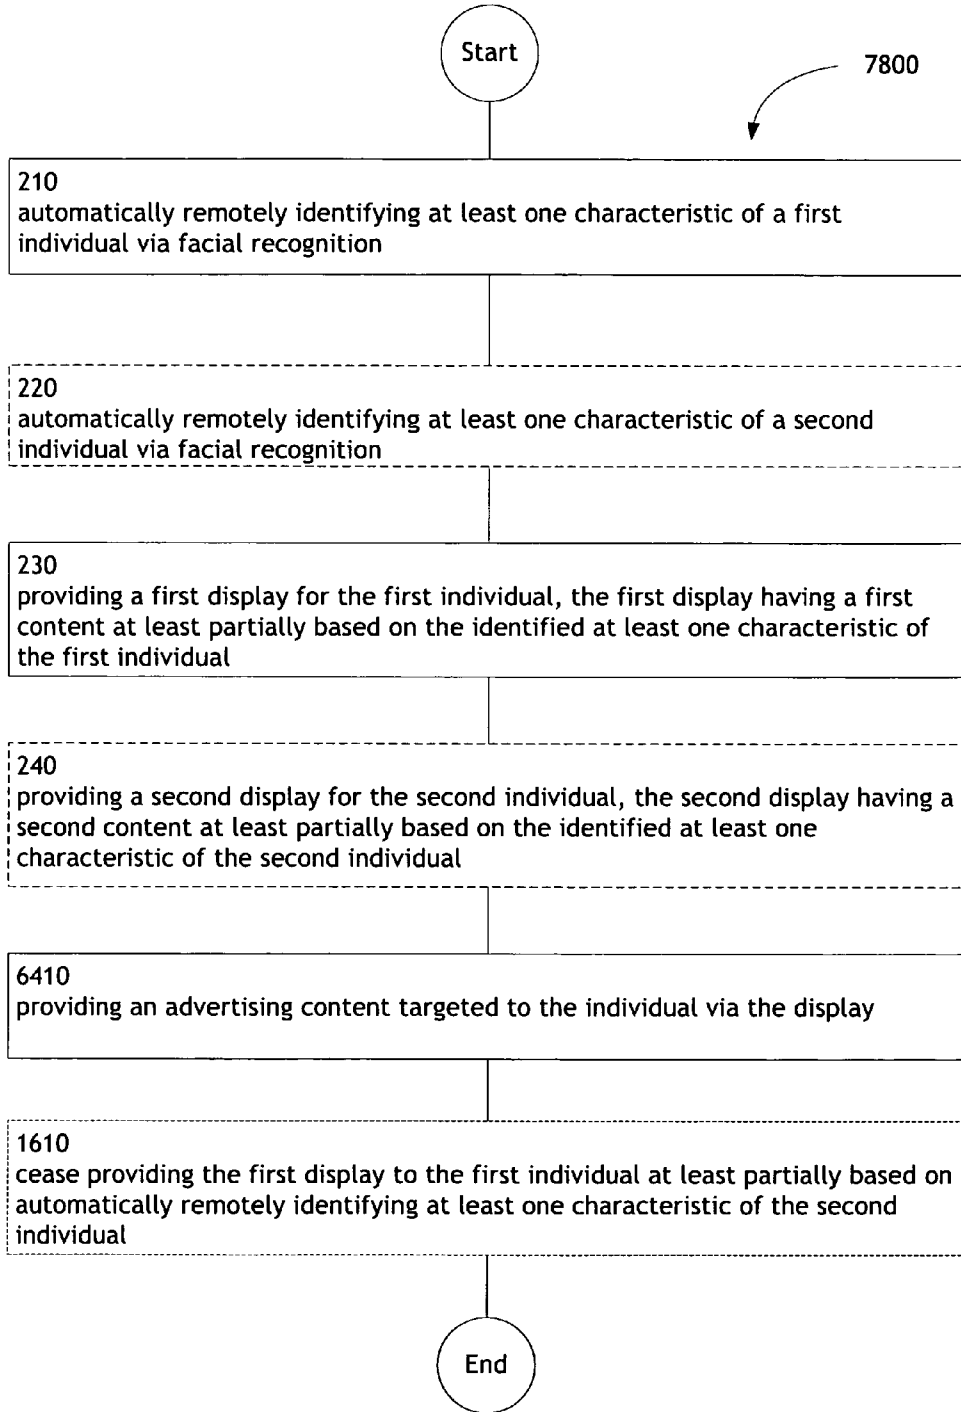 Start
7800
210
automatically remotely identifying at least one characteristic of a first
individual via facial recognition
220
automatically remotely identifying at least one characteristic of a second
individual via facial recognition
230
providing a first display for the first individual, the first display having a first
content at least partially based on the identified at least one characteristic of
the first individual
240
providing a second display for the second individual, the second display having a
second content at least partially based on the identified at least one
characteristic of the second individual
6410
providing an advertising content targeted to the individual via the display
1610
cease providing the first display to the first individual at least partially based on
automatically remotely identifying at least one characteristic of the second
individual
End